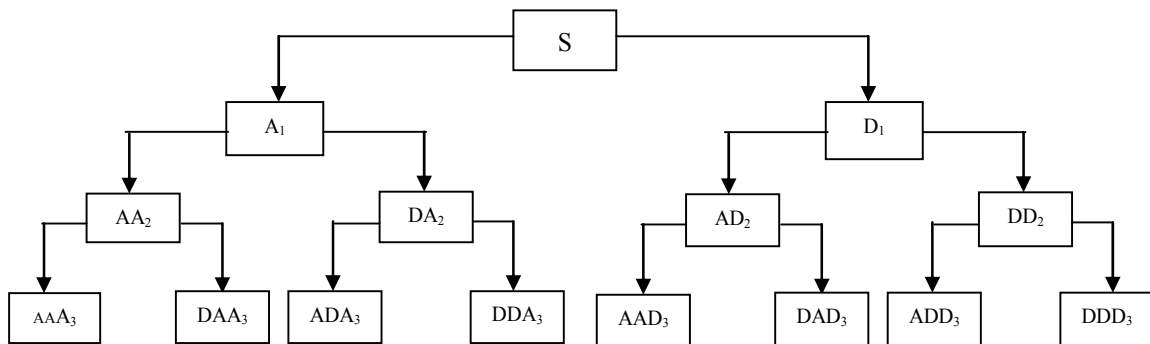 S
A₁
D₁
AA₂
DA₂
AD₂
DD₂
AAA₃
DAA₃
ADA₃
DDA₃
AAD₃
DAD₃
ADD₃
DDD₃